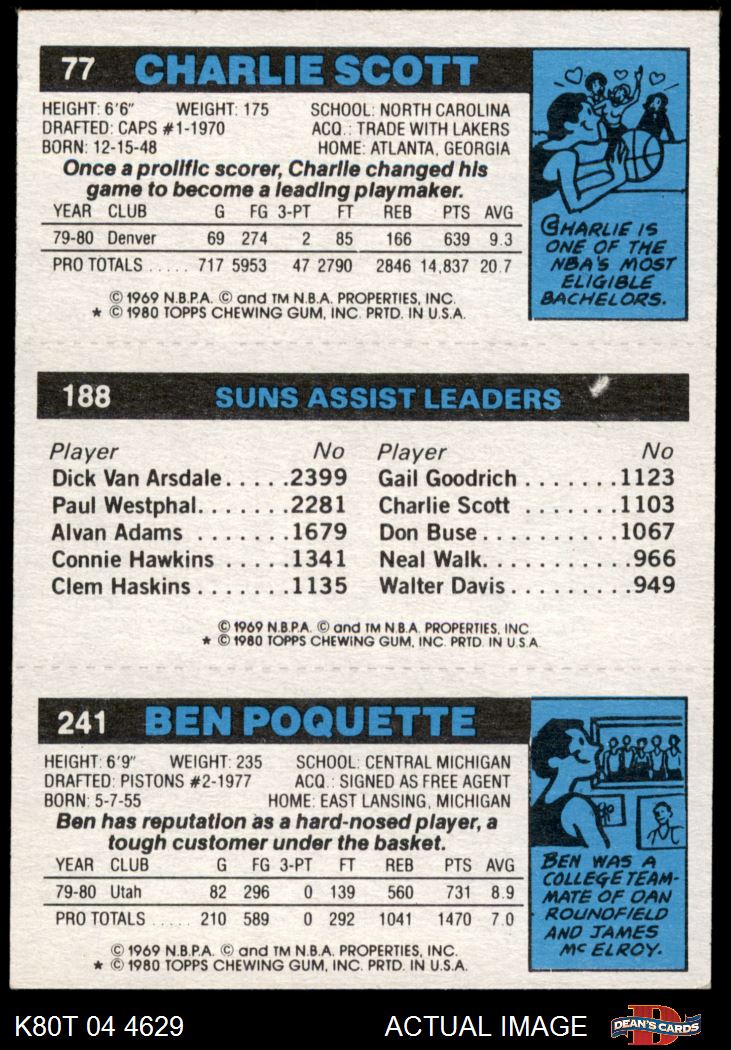 77 CHARLIE SCOTT
HEIGHT: 6'6" WEIGHT: 175 SCHOOL: NORTH CAROLINA
DRAFTED: CAPS #1-1970 ACQ.: TRADE WITH LAKERS
BORN: 12-15-48 HOME: ATLANTA, GEORGIA
Once a prolific scorer, Charlie changed his
game to become a leading playmaker.
YEAR CLUB G FG 3-PT FT REB PTS AVG
79-80 Denver 69 274 2 85 166 639 9.3
PRO TOTALS ..... 717 5953 47 2790 2846 14,837 20.7
© 1969 N.B.P.A. © and TM N.B.A. PROPERTIES, INC.
* © 1980 TOPPS CHEWING GUM, INC. PRTD. IN U.S.A.
CHARLIE IS
ONE OF THE
NBA'S MOST
ELIGIBLE
BACHELORS.
188 SUNS ASSIST LEADERS
Player No Player No
Dick Van Arsdale.....2399 Gail Goodrich.......1123
Paul Westphal......2281 Charlie Scott.......1103
Alvan Adams......1679 Don Buse.........1067
Connie Hawkins.....1341 Neal Walk..........966
Clem Haskins......1135 Walter Davis........949
© 1969 N.B.P.A. © and TM N.B.A. PROPERTIES, INC.
* © 1980 TOPPS CHEWING GUM, INC. PRTD. IN U.S.A.
241 BEN POQUETTE
HEIGHT: 6'9" WEIGHT: 235 SCHOOL: CENTRAL MICHIGAN
DRAFTED: PISTONS #2-1977 ACQ.: SIGNED AS FREE AGENT
BORN: 5-7-55 HOME: EAST LANSING, MICHIGAN
Ben has reputation as a hard-nosed player, a
tough customer under the basket.
YEAR CLUB G FG 3-PT FT REB PTS AVG
79-80 Utah 82 296 0 139 560 731 8.9
PRO TOTALS ..... 210 589 0 292 1041 1470 7.0
© 1969 N.B.P.A. © and TM N.B.A. PROPERTIES, INC.
* © 1980 TOPPS CHEWING GUM, INC. PRTD. IN U.S.A.
BEN WAS A
COLLEGE TEAM-
MATE OF DAN
ROUNDFIELD
AND JAMES
McELROY.
K80T 04 4629 ACTUAL IMAGE D DEAN'S CARDS